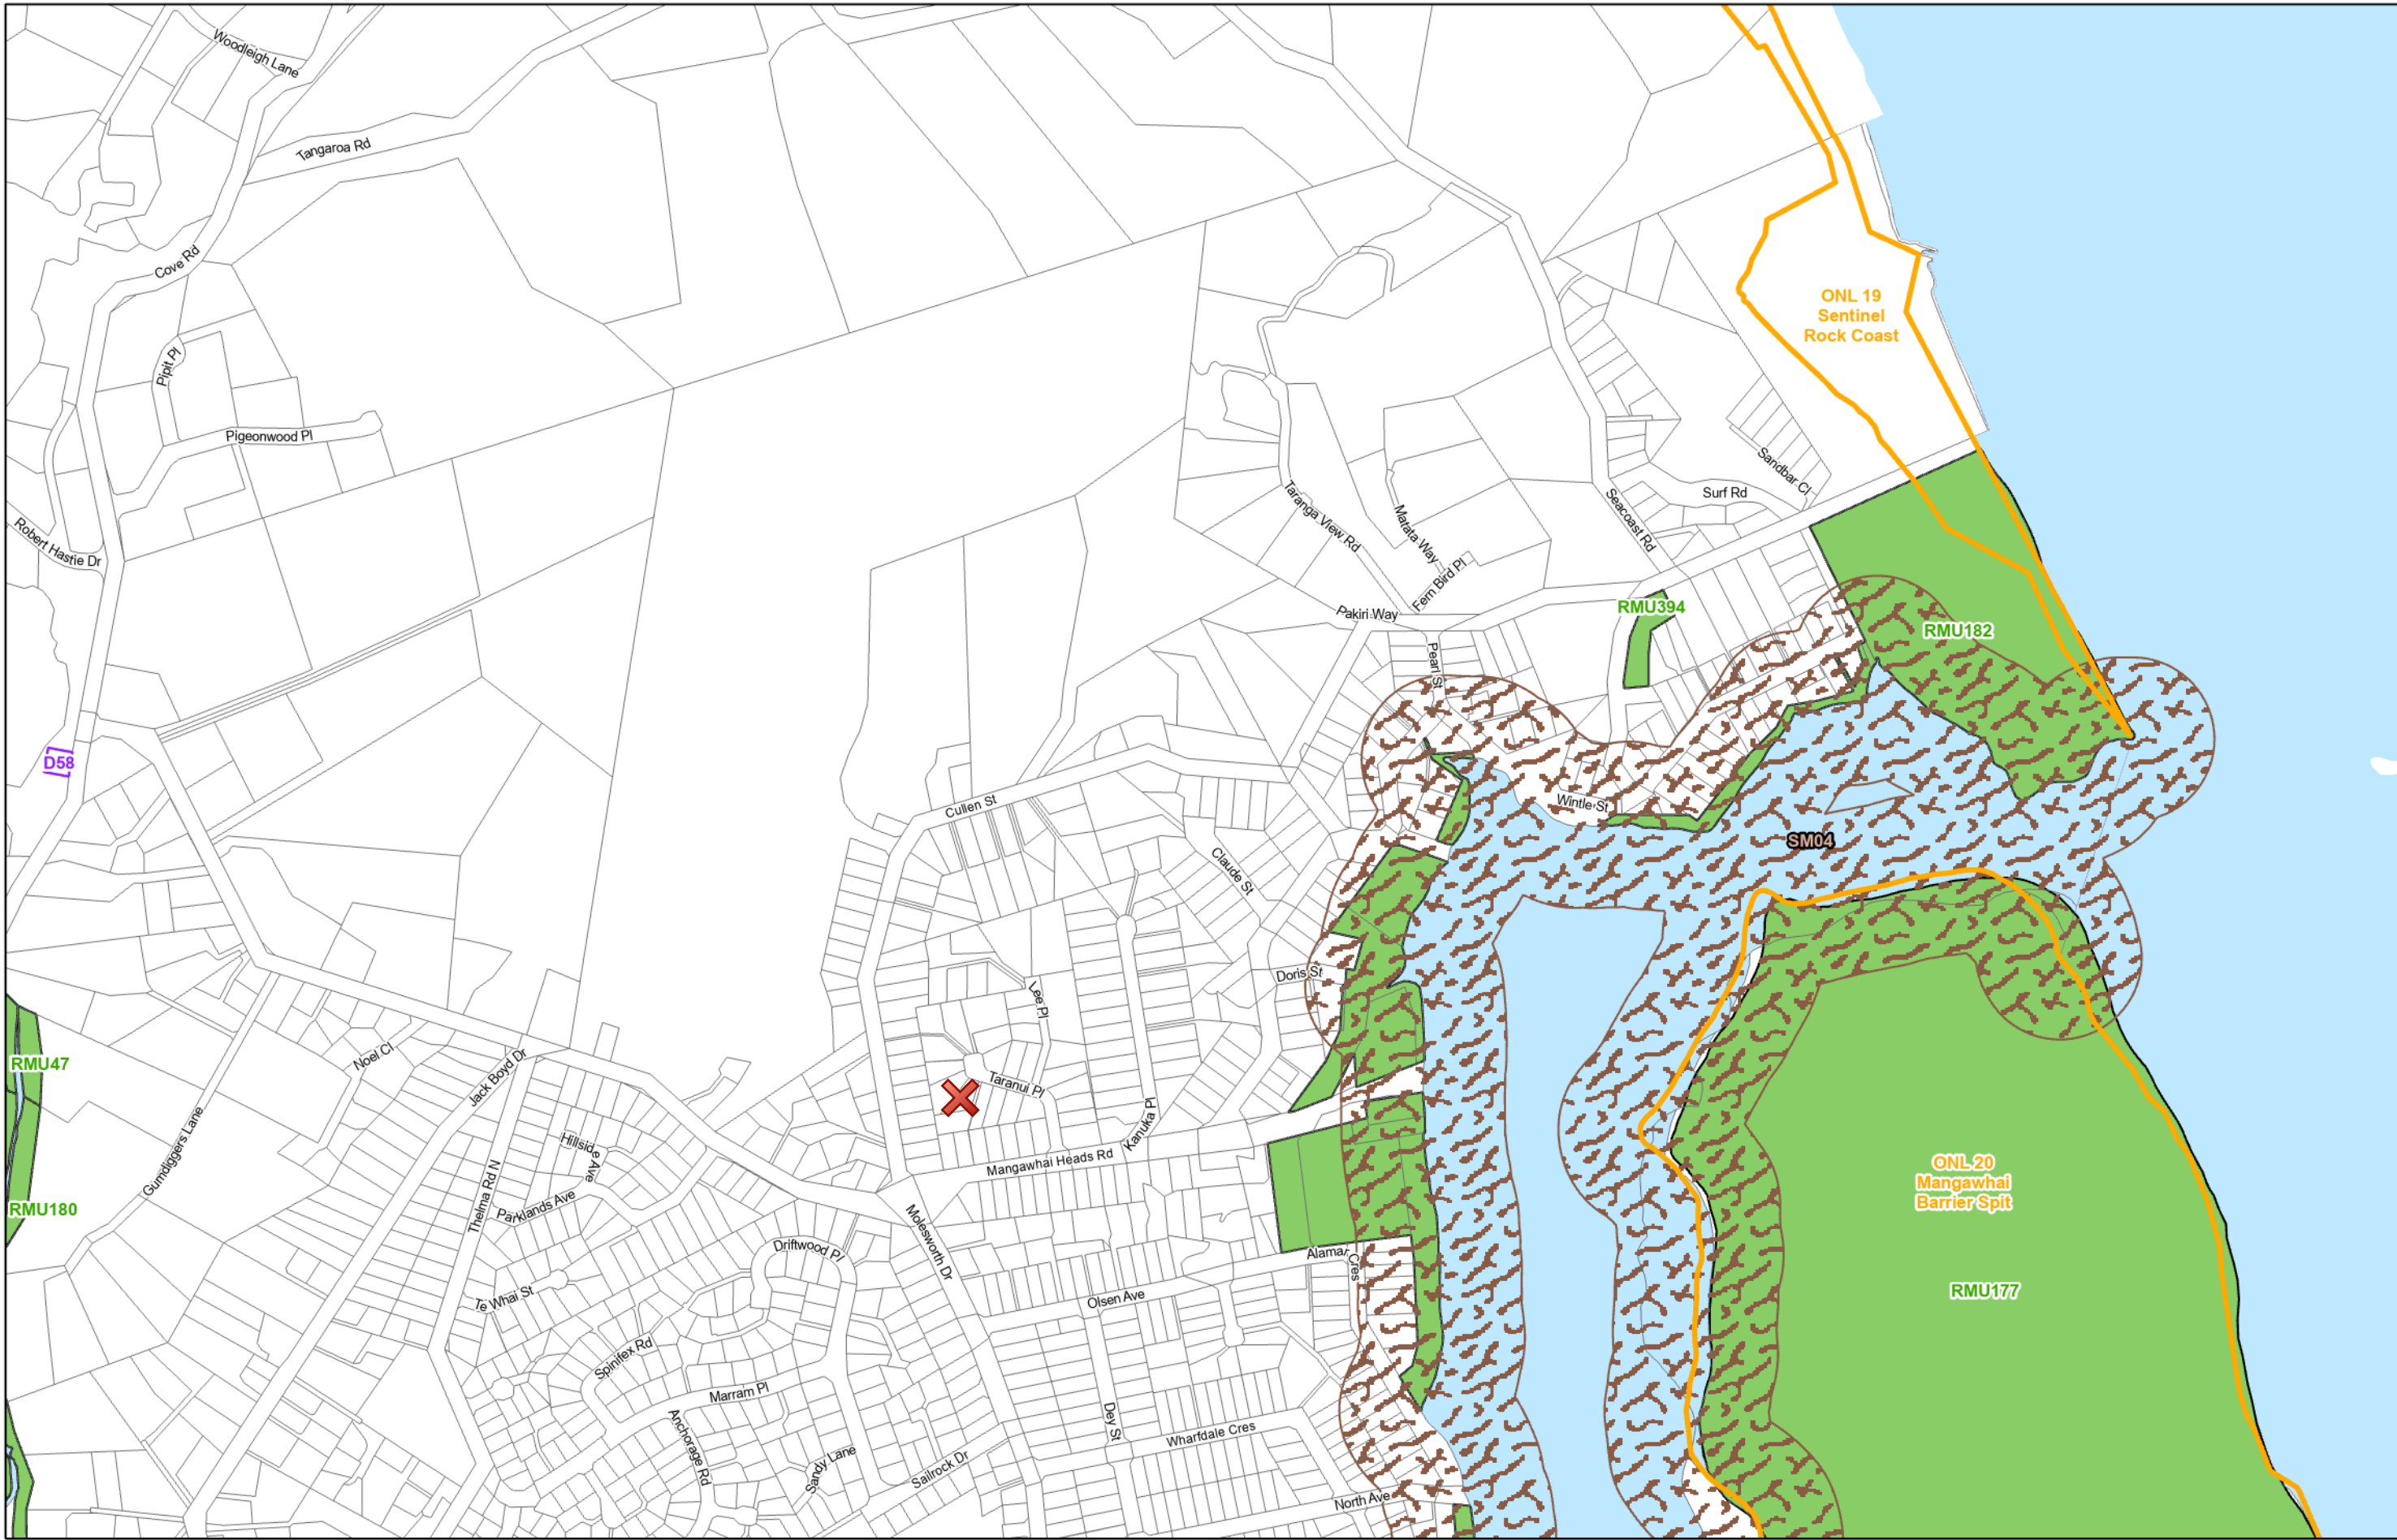 Woodleigh Lane
Tangaroa Rd
Cove Rd
ONL 19
Sentinel
Rock Coast
Pipit Pl
Pigeonwood Pl
Sandbar Cl
Surf Rd
Taranga View Rd
Matata Way
Seacoast Rd
Robert Hastie Dr
Fern Bird Pl
Pakiri Way
RMU394
RMU182
Pearl St
D58
Cullen St
Wintle St
SM04
Claude St
Doris St
Lee Pl
RMU47
Noel Cl
Jack Boyd Dr
Taranui Pl
Kanuka Pl
Gumdiggers Lane
Hillside Ave
Mangawhai Heads Rd
ONL 20
Mangawhai
Barrier Spit
RMU180
Thelma Rd N
Parklands Ave
Molesworth Dr
Driftwood Pl
Alamar Cres
RMU177
Te Whai St
Olsen Ave
Spinifex Rd
Marram Pl
Anchorage Rd
Dey St
Wharfdale Cres
Sandy Lane
Sailrock Dr
North Ave